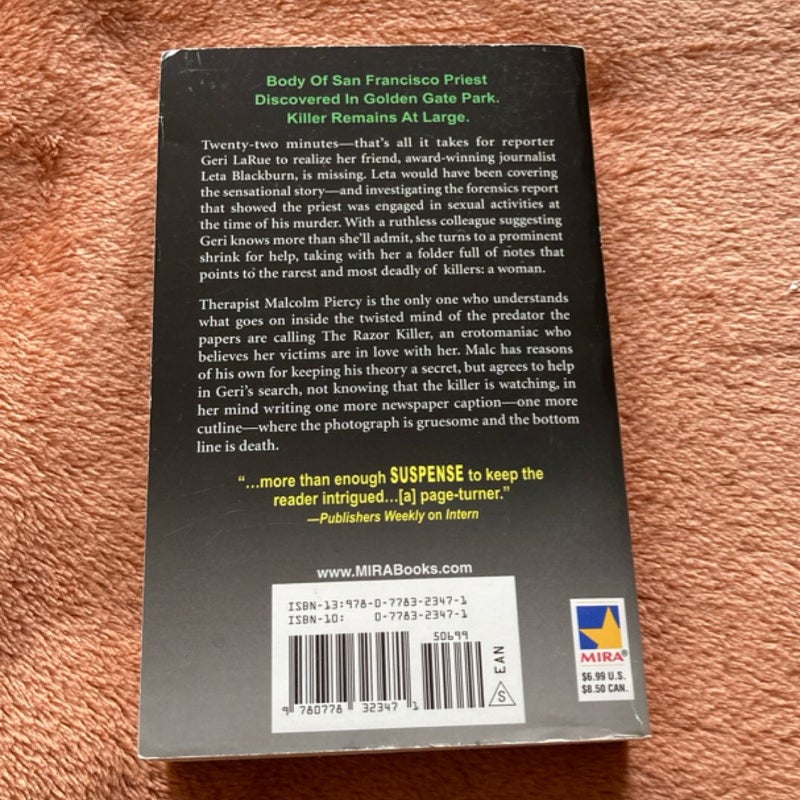 Body Of San Francisco Priest
Discovered In Golden Gate Park.
Killer Remains At Large.
Twenty-two minutes—that's all it takes for reporter
Geri LaRue to realize her friend, award-winning journalist
Leta Blackburn, is missing. Leta would have been covering
the sensational story—and investigating the forensics report
that showed the priest was engaged in sexual activities at
the time of his murder. With a ruthless colleague suggesting
Geri knows more than she'll admit, she turns to a prominent
shrink for help, taking with her a folder full of notes that
points to the rarest and most deadly of killers: a woman.
Therapist Malcolm Piercy is the only one who understands
what goes on inside the twisted mind of the predator the
papers are calling The Razor Killer, an erotomaniac who
believes her victims are in love with her. Malc has reasons
of his own for keeping his theory a secret, but agrees to help
in Geri's search, not knowing that the killer is watching, in
her mind writing one more newspaper caption—one more
cutline—where the photograph is gruesome and the bottom
line is death.
"...more than enough SUSPENSE to keep the
reader intrigued...[a] page-turner."
—Publishers Weekly on Intern
www.MIRABooks.com
ISBN-13:978-0-7783-2347-1
ISBN-10: 0-7783-2347-1
50699
EAN
S
9 780778 32347 1
MIRA®
$6.99 U.S.
$8.50 CAN.